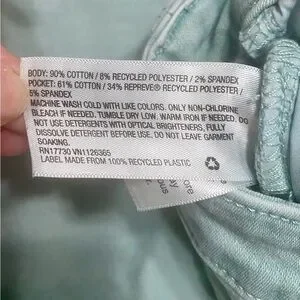 BODY: 90% COTTON / 8% RECYCLED POLYESTER / 2% SPANDEX
POCKET: 61% COTTON / 34% REPREVE® RECYCLED POLYESTER /
5% SPANDEX
MACHINE WASH COLD WITH LIKE COLORS. ONLY NON-CHLORINE
BLEACH IF NEEDED. TUMBLE DRY LOW. WARM IRON IF NEEDED. DO
NOT USE DETERGENTS WITH OPTICAL BRIGHTENERS, FULLY
DISSOLVE DETERGENT BEFORE USE. DO NOT LEAVE GARMENT
SOAKING.
RN17730 VN1126365
LABEL MADE FROM 100% RECYCLED PLASTIC
ore
ay
ous